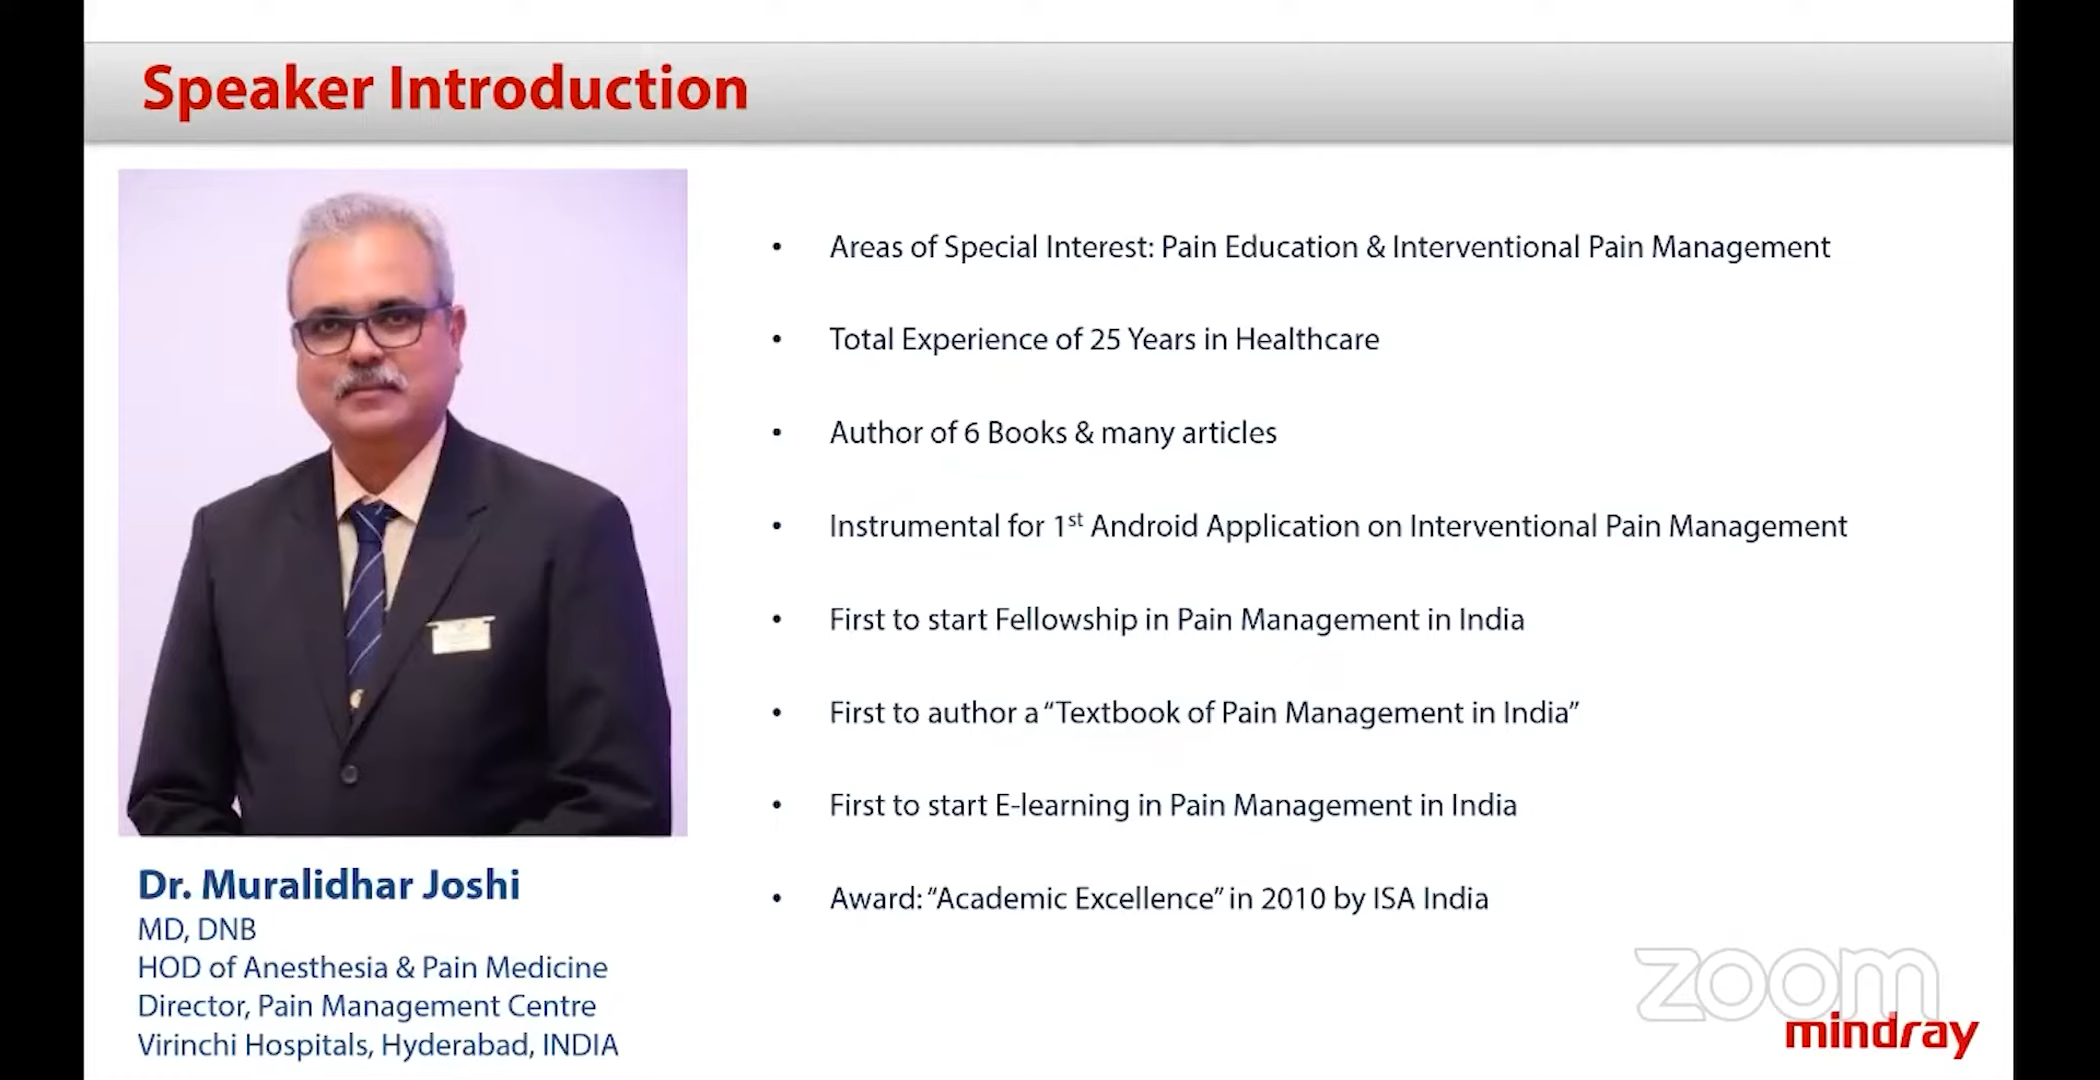 Speaker Introduction
• Areas of Special Interest: Pain Education & Interventional Pain Management
• Total Experience of 25 Years in Healthcare
• Author of 6 Books & many articles
• Instrumental for 1st Android Application on Interventional Pain Management
• First to start Fellowship in Pain Management in India
• First to author a “Textbook of Pain Management in India”
• First to start E-learning in Pain Management in India
• Award: “Academic Excellence” in 2010 by ISA India
Dr. Muralidhar Joshi
MD, DNB
HOD of Anesthesia & Pain Medicine
Director, Pain Management Centre
Virinchi Hospitals, Hyderabad, INDIA
zoom
mindray